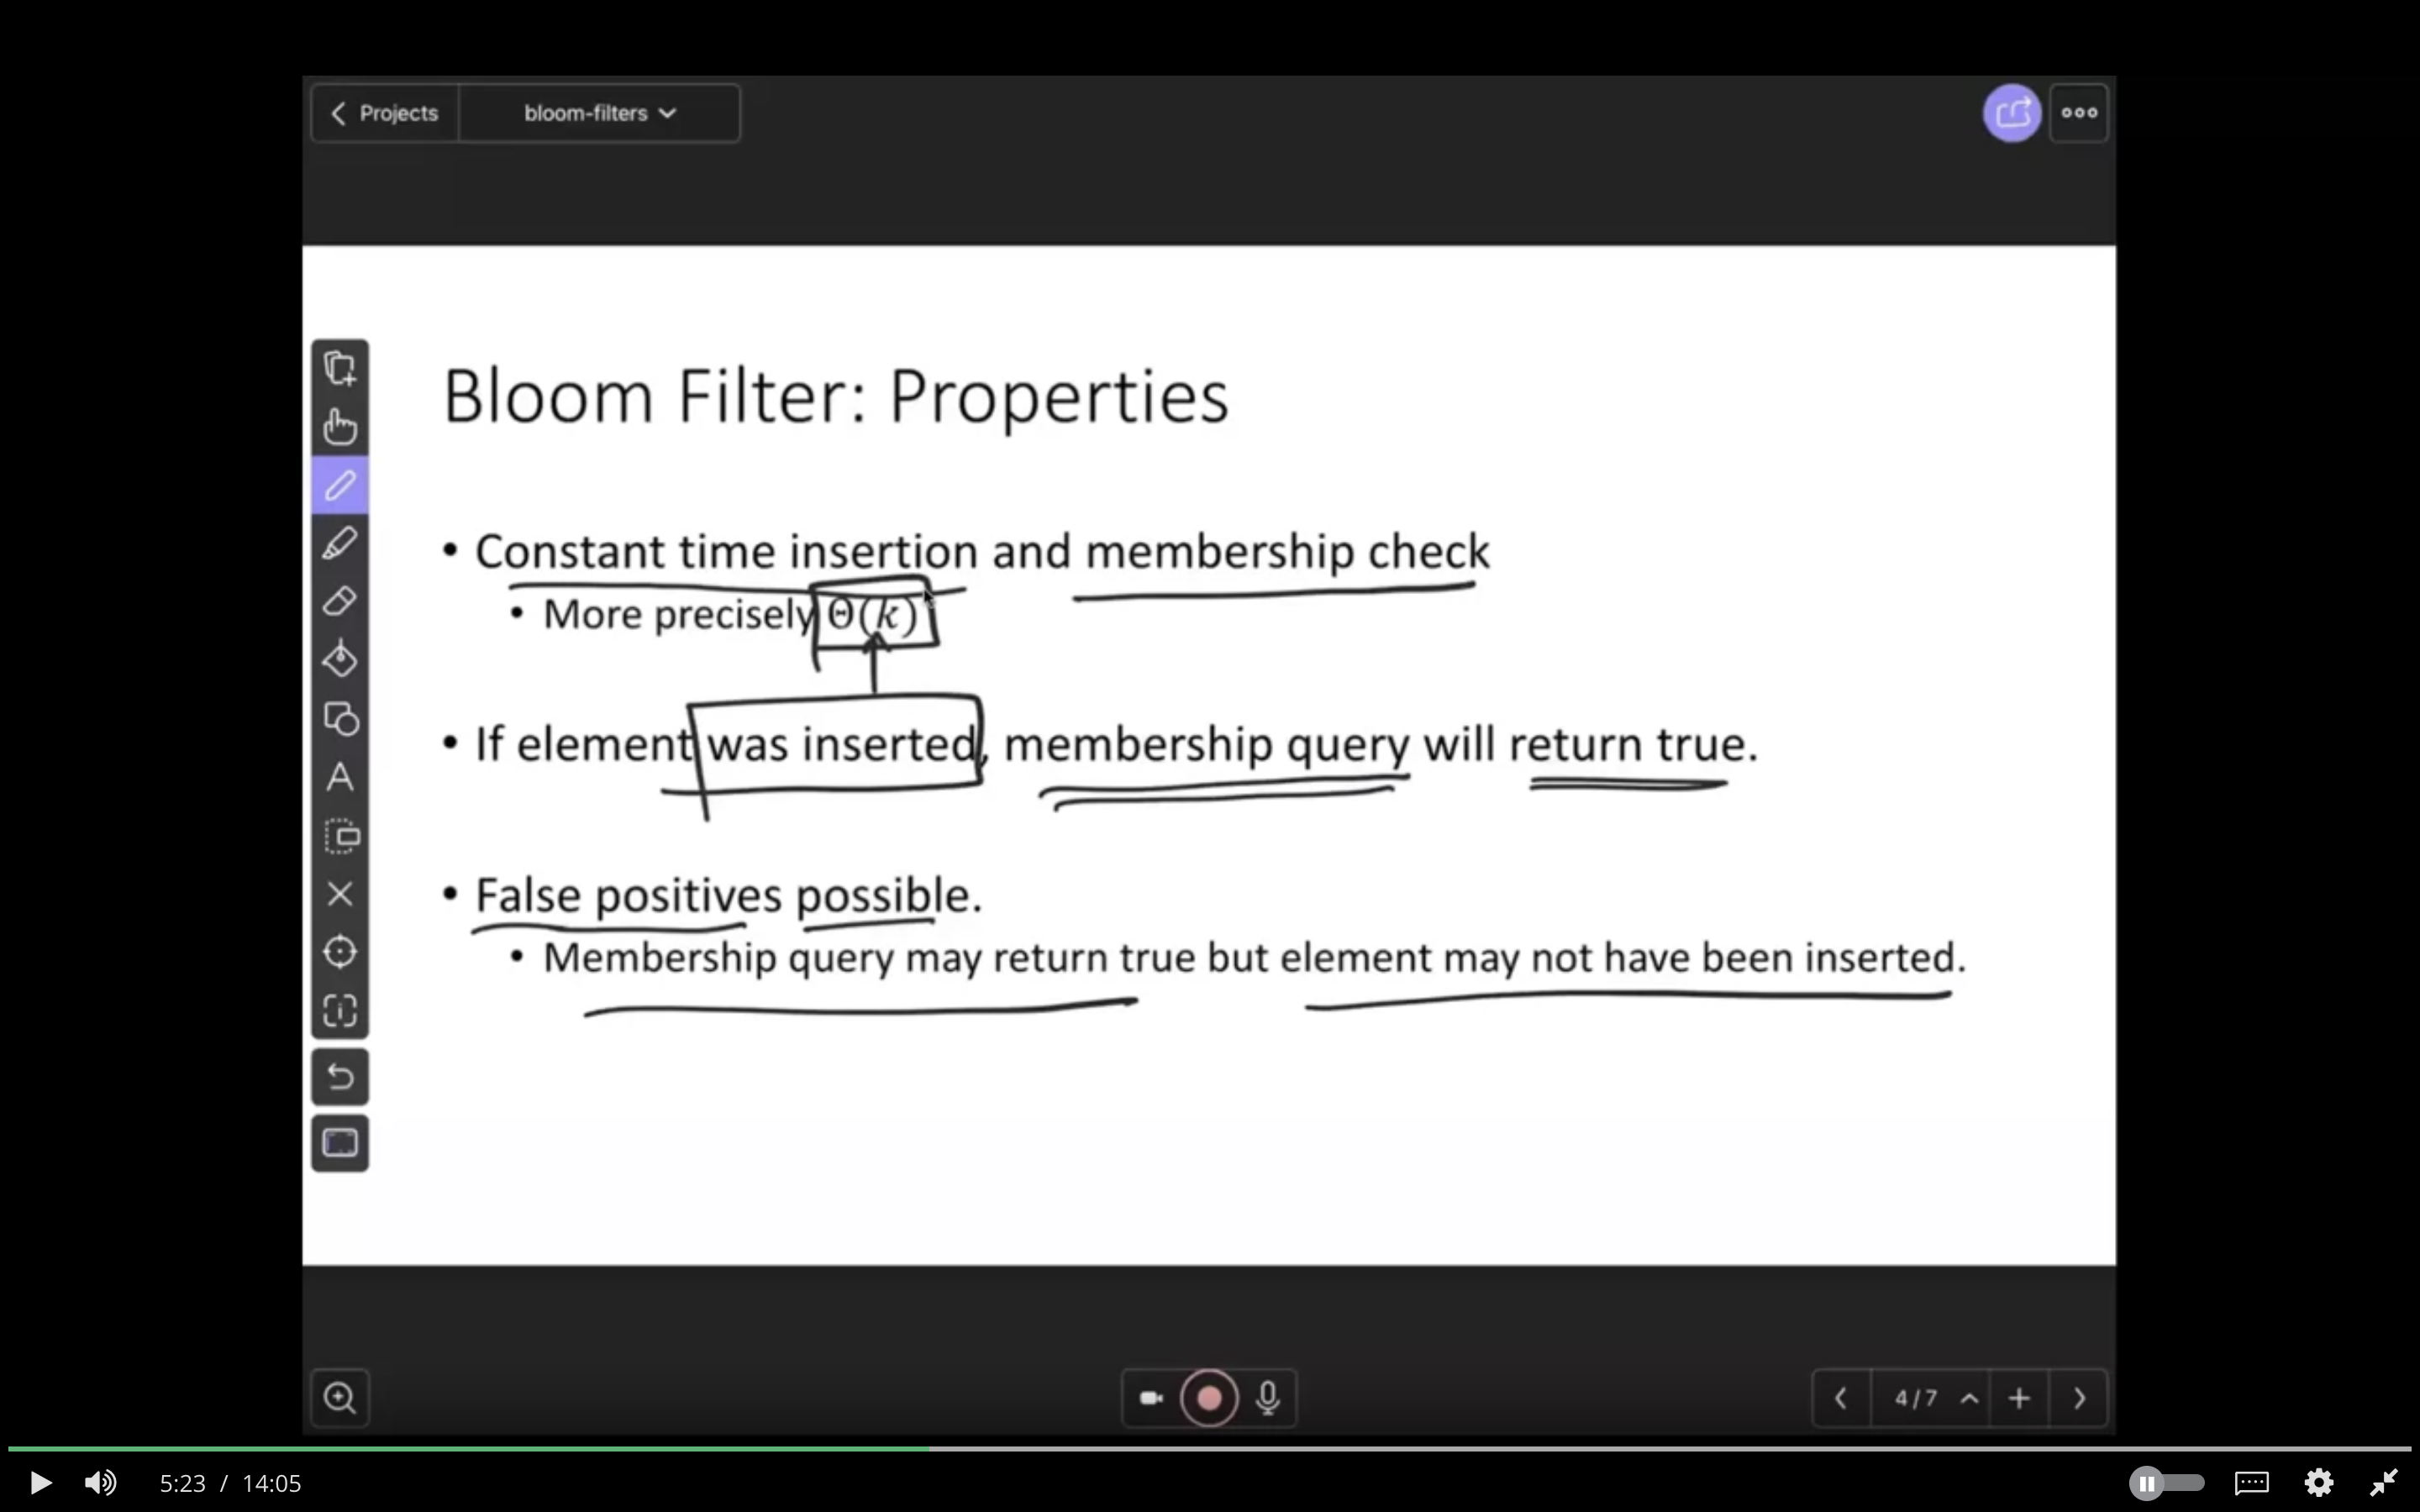 Projects
bloom-filters
Bloom Filter: Properties
• Constant time insertion and membership check
• More precisely Θ(k)
• If element was inserted, membership query will return true.
• False positives possible.
• Membership query may return true but element may not have been inserted.
4/7
5:23 / 14:05